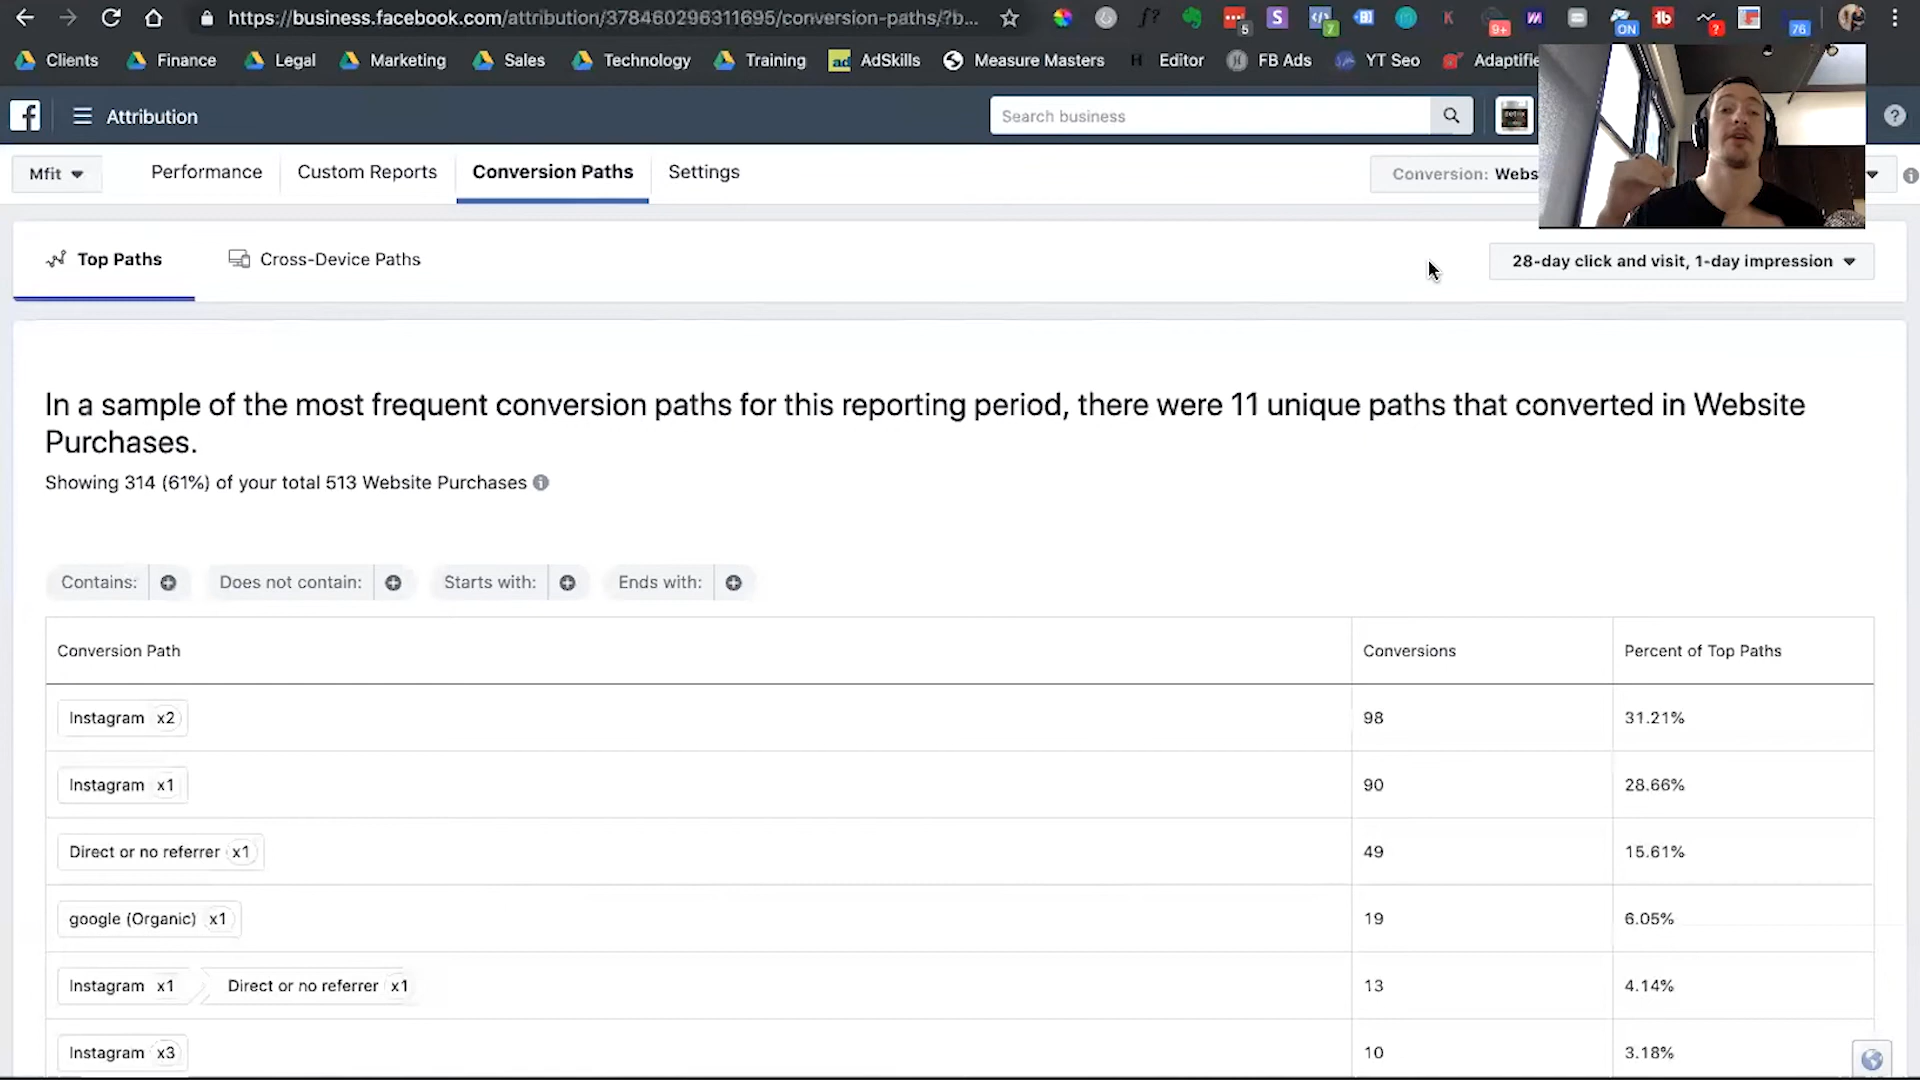 https://business.facebook.com/attribution/378460296311695/conversion-paths/?b...
5
7
9+
ON
?
76
Clients
Finance
Legal
Marketing
Sales
Technology
Training
ad AdSkills
Measure Masters
H Editor
FB Ads
YT Seo
Adaptifie
Attribution
Search business
?
Mfit
Performance
Custom Reports
Conversion Paths
Settings
Conversion: Webs
Top Paths
Cross-Device Paths
28-day click and visit, 1-day impression
In a sample of the most frequent conversion paths for this reporting period, there were 11 unique paths that converted in Website
Purchases.
Showing 314 (61%) of your total 513 Website Purchases
Contains:
Does not contain:
Starts with:
Ends with:
Conversion Path Conversions Percent of Top Paths
Instagram x2 98 31.21%
Instagram x1 90 28.66%
Direct or no referrer x1 49 15.61%
google (Organic) x1 19 6.05%
Instagram x1 Direct or no referrer x1 13 4.14%
Instagram x3 10 3.18%